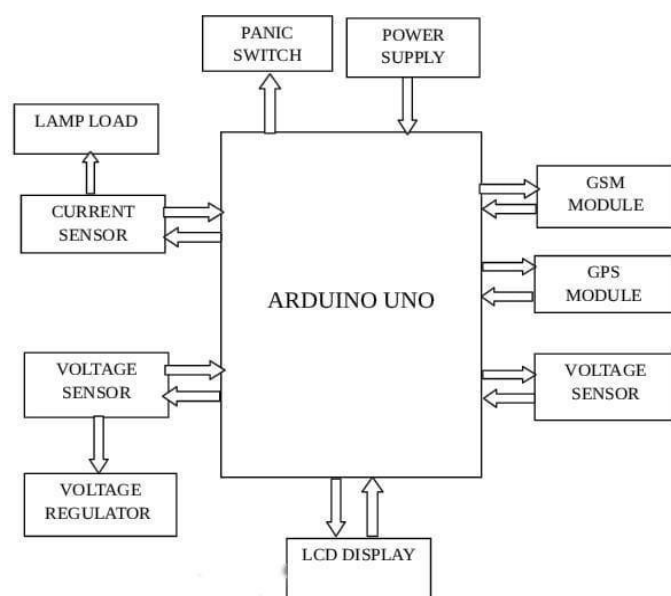 PANIC
SWITCH
POWER
SUPPLY
LAMP LOAD
CURRENT
SENSOR
GSM
MODULE
GPS
MODULE
ARDUINO UNO
VOLTAGE
SENSOR
VOLTAGE
SENSOR
VOLTAGE
REGULATOR
LCD DISPLAY